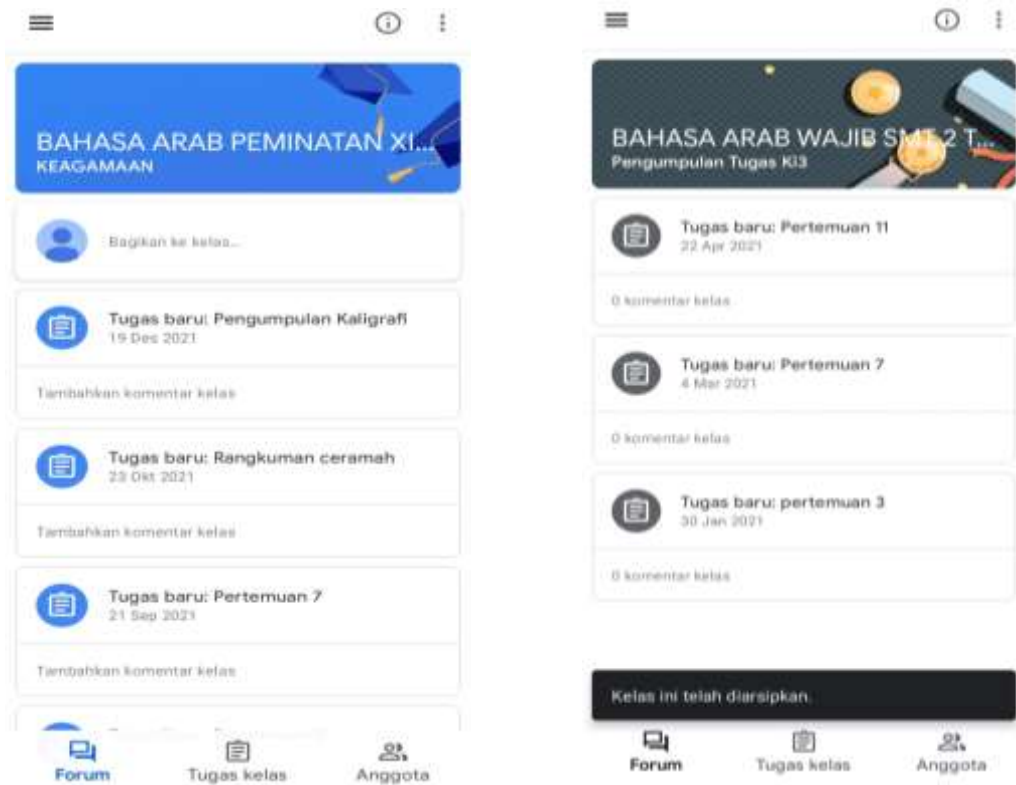 BAHASA ARAB PEMINATAN XI...
KEAGAMAAN
Bagikan ke kelas...
Tugas baru: Pengumpulan Kaligrafi
19 Des 2021
Tambahkan komentar kelas
Tugas baru: Rangkuman ceramah
23 Okt 2021
Tambahkan komentar kelas
Tugas baru: Pertemuan 7
21 Sep 2021
Tambahkan komentar kelas
Forum
Tugas kelas
Anggota
BAHASA ARAB WAJIB SMT 2 T...
Pengumpulan Tugas KI3
Tugas baru: Pertemuan 11
22 Apr 2021
0 komentar kelas
Tugas baru: Pertemuan 7
4 Mar 2021
0 komentar kelas
Tugas baru: pertemuan 3
30 Jan 2021
0 komentar kelas
Kelas ini telah diarsipkan.
Forum
Tugas kelas
Anggota